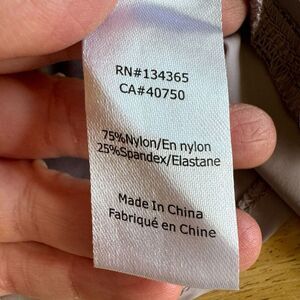 RN#134365
CA#40750
75%Nylon/En nylon
25%Spandex/Elastane
Made In China
Fabriqué en Chine